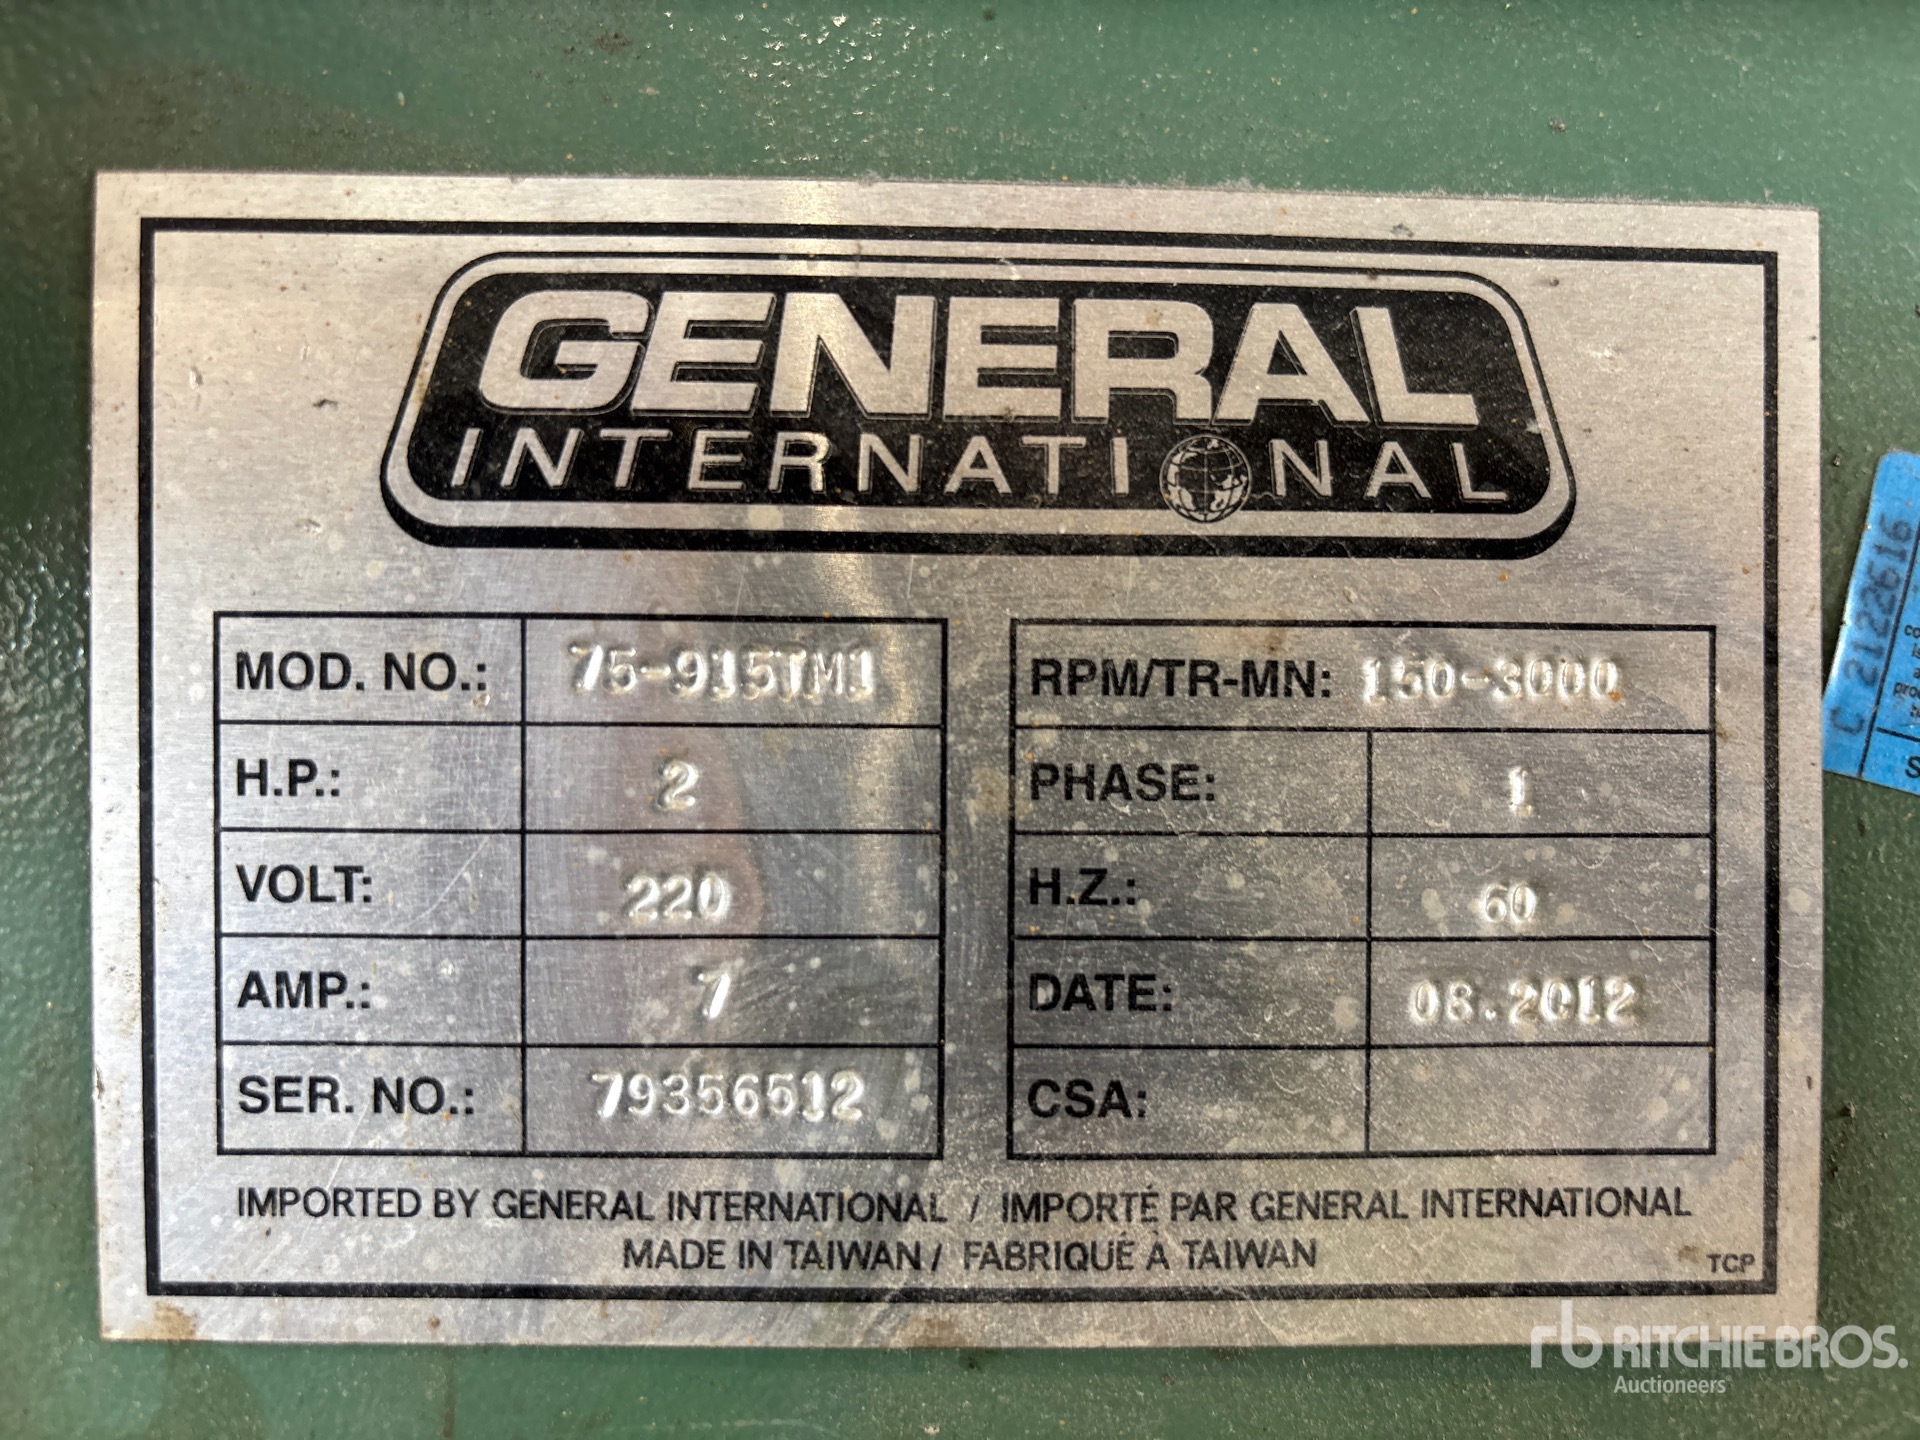 GENERAL
INTERNATIONAL
MOD. NO.: 75-915TM1
H.P.: 2
VOLT: 220
AMP.: 7
SER. NO.: 79356512
RPM/TR-MN: 150-3000
PHASE: 1
H.Z.: 60
DATE: 08.2012
CSA:
IMPORTED BY GENERAL INTERNATIONAL / IMPORTÉ PAR GENERAL INTERNATIONAL
MADE IN TAIWAN / FABRIQUÉ À TAIWAN
TCP
C 2122616
rb RITCHIE BROS.
Auctioneers